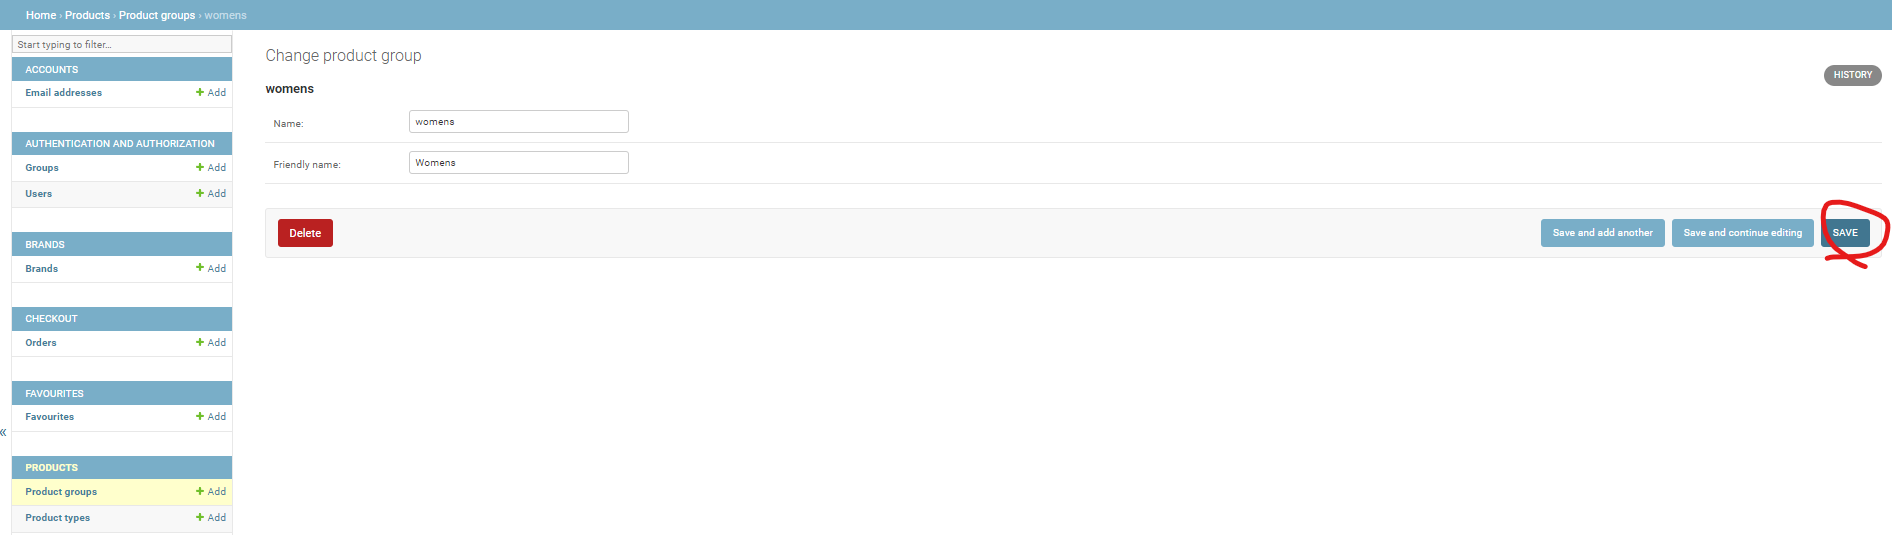 Home › Products › Product groups › womens
Start typing to filter...
ACCOUNTS
Email addresses + Add
AUTHENTICATION AND AUTHORIZATION
Groups + Add
Users + Add
BRANDS
Brands + Add
CHECKOUT
Orders + Add
FAVOURITES
Favourites + Add
«
PRODUCTS
Product groups + Add
Product types + Add
Change product group
HISTORY
womens
Name: womens
Friendly name: Womens
Delete Save and add another Save and continue editing SAVE